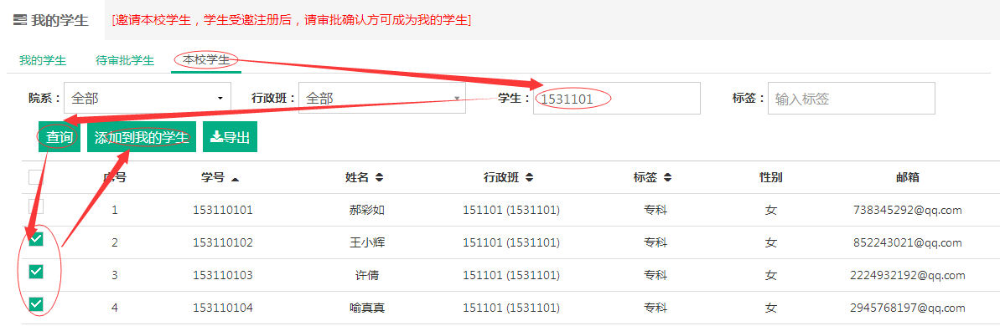 我的学生 [邀请本校学生，学生受邀注册后，请审批确认方可成为我的学生]
我的学生 待审批学生 本校学生
院系： 全部 行政班： 全部 学生： 1531101 标签： 输入标签
查询 添加到我的学生 导出
序号 学号 姓名 行政班 标签 性别 邮箱
1 153110101 郝彩如 151101 (1531101) 专科 女 738345292@qq.com
2 153110102 王小辉 151101 (1531101) 专科 女 852243021@qq.com
3 153110103 许倩 151101 (1531101) 专科 女 2224932192@qq.com
4 153110104 喻真真 151101 (1531101) 专科 女 2945768197@qq.com